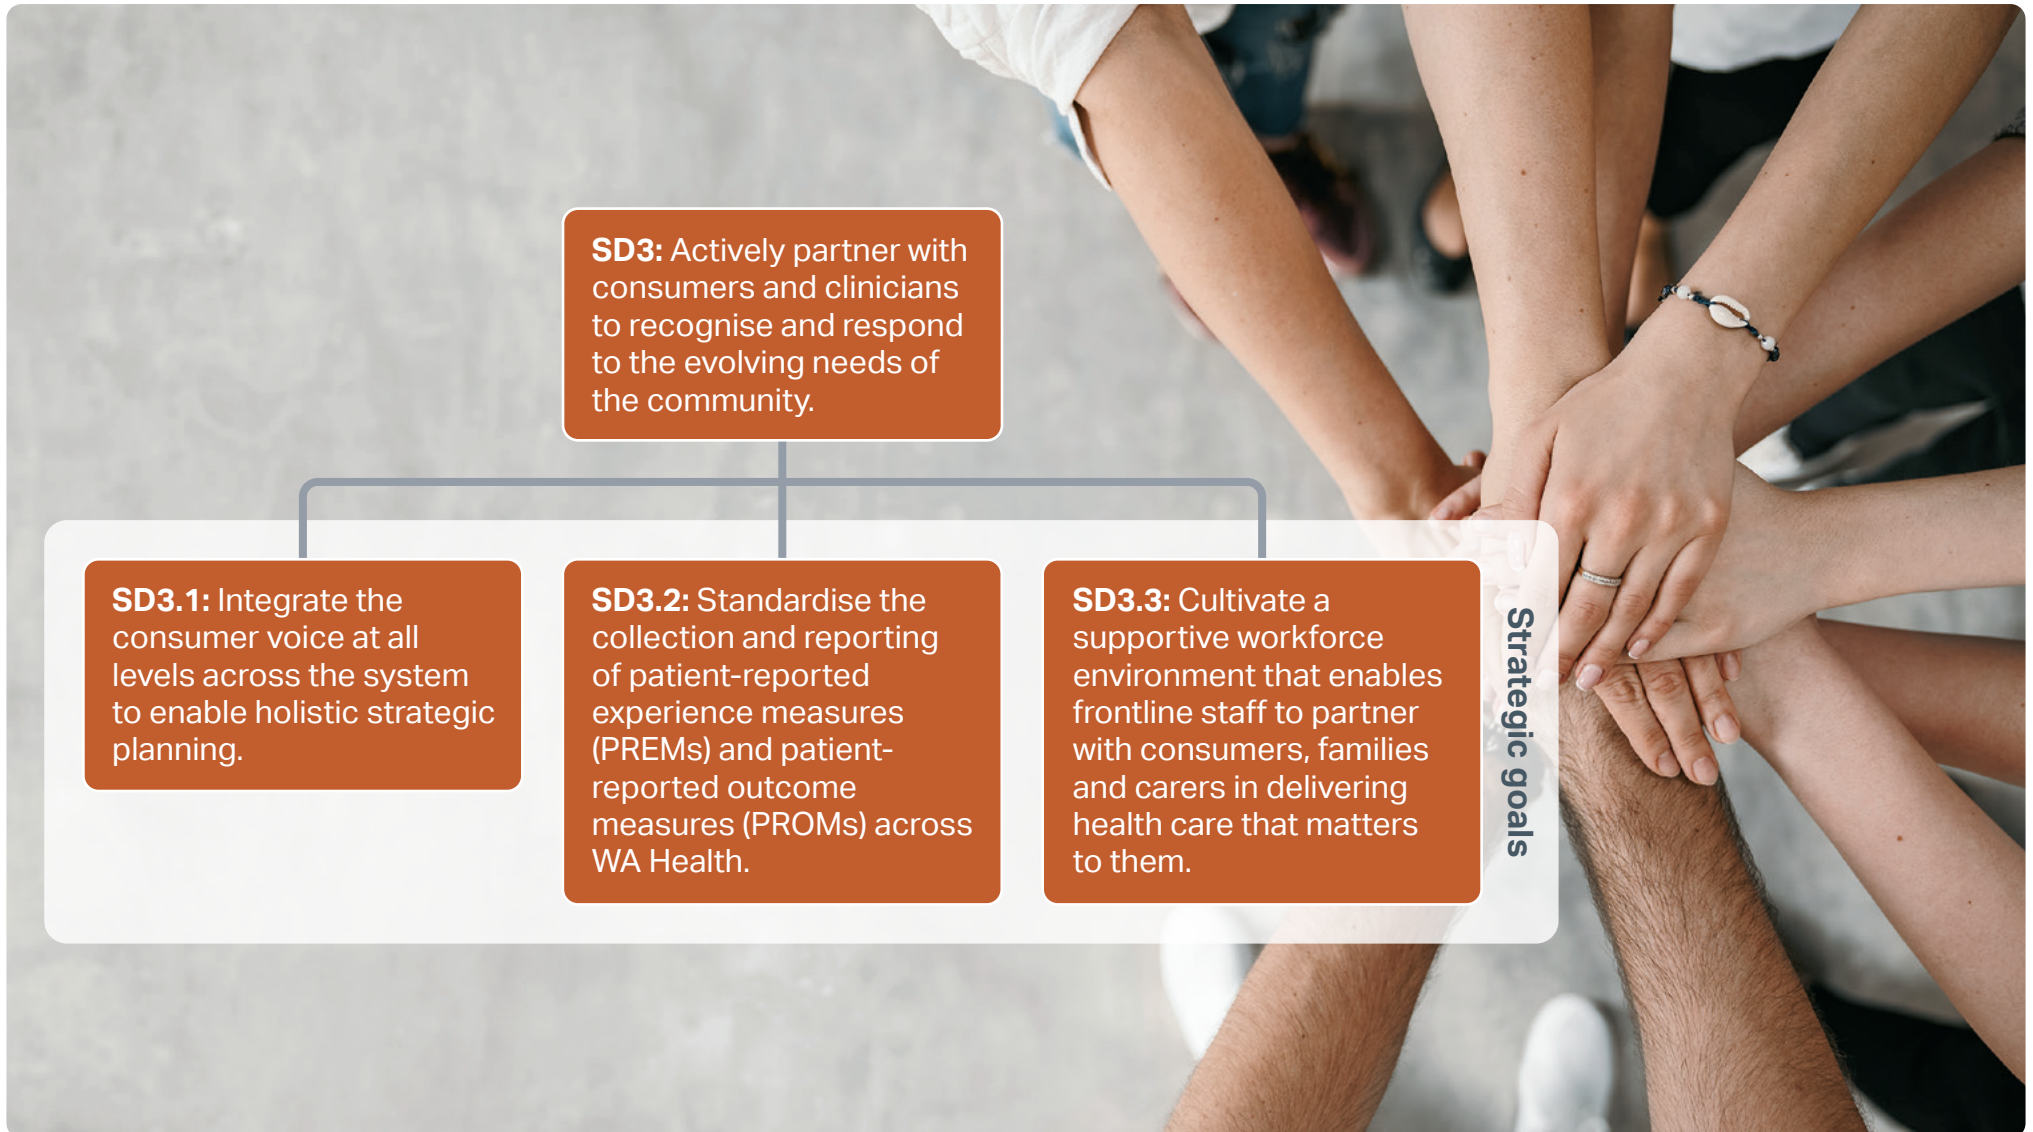 SD3: Actively partner with
consumers and clinicians
to recognise and respond
to the evolving needs of
the community.
SD3.1: Integrate the
consumer voice at all
levels across the system
to enable holistic strategic
planning.
SD3.2: Standardise the
collection and reporting
of patient-reported
experience measures
(PREMs) and patient-
reported outcome
measures (PROMs) across
WA Health.
SD3.3: Cultivate a
supportive workforce
environment that enables
frontline staff to partner
with consumers, families
and carers in delivering
health care that matters
to them.
Strategic goals